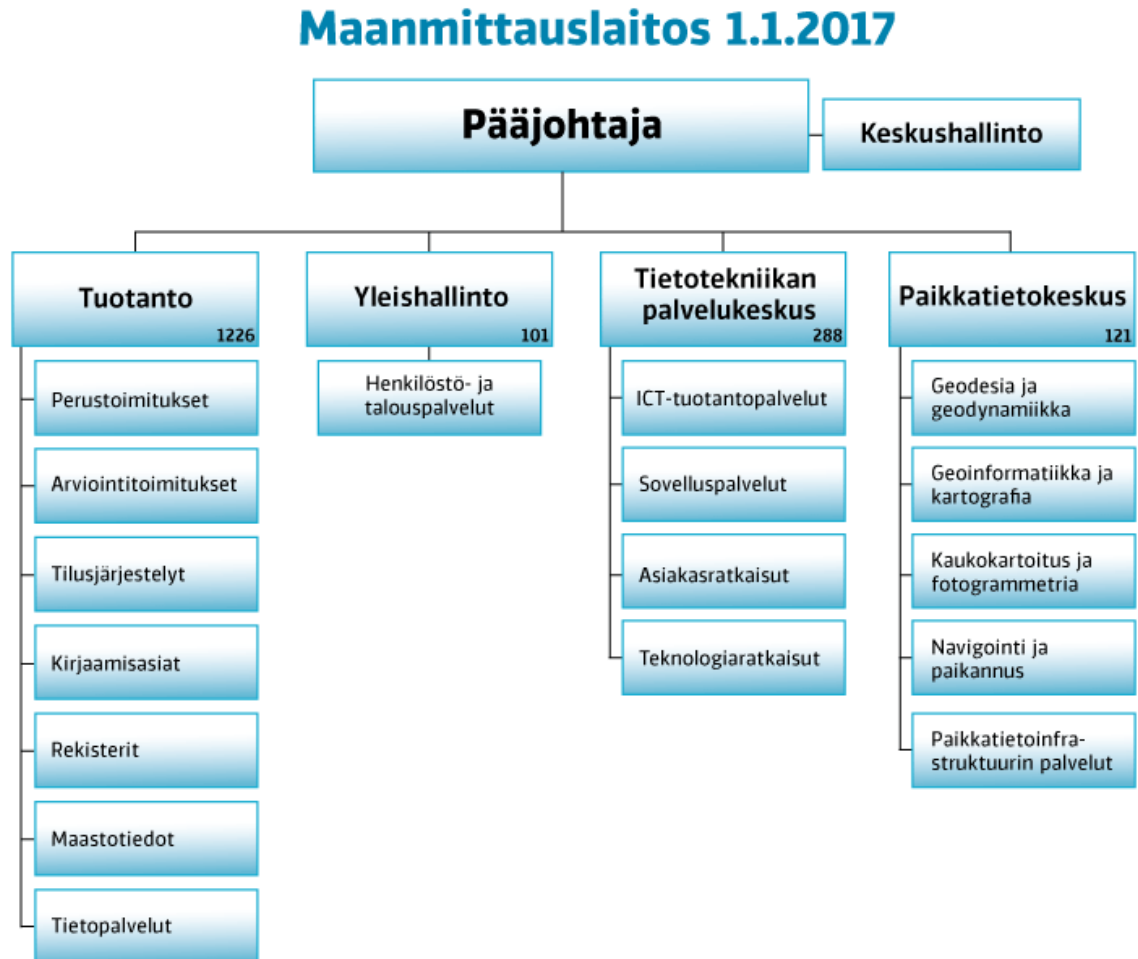 Maanmittauslaitos 1.1.2017
Pääjohtaja
Keskushallinto
Tuotanto
1226
Perustoimitukset
Arviointitoimitukset
Tilusjärjestelyt
Kirjaamisasiat
Rekisterit
Maastotiedot
Tietopalvelut
Yleishallinto
101
Henkilöstö- ja
talouspalvelut
Tietotekniikan
palvelukeskus
288
ICT-tuotantopalvelut
Sovelluspalvelut
Asiakasratkaisut
Teknologiaratkaisut
Paikkatietokeskus
121
Geodesia ja
geodynamiikka
Geoinformatiikka ja
kartografia
Kaukokartoitus ja
fotogrammetria
Navigointi ja
paikannus
Paikkatietoinfra-
struktuurin palvelut